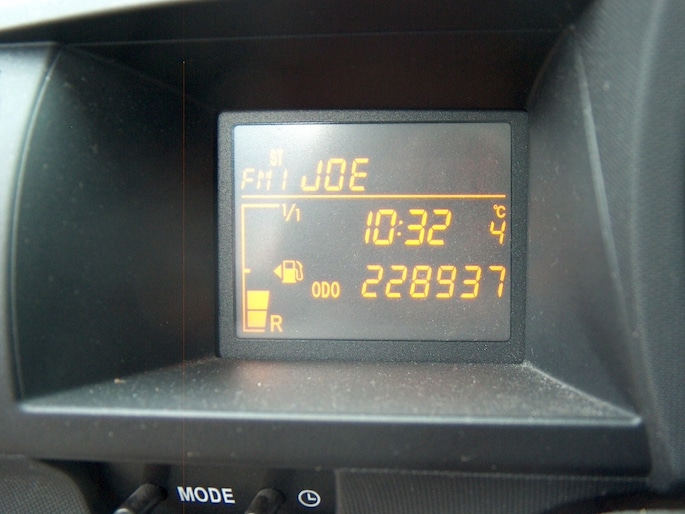 ST
FM1 JOE
1/1 10:32 °C
4
ODO 228937
R
MODE